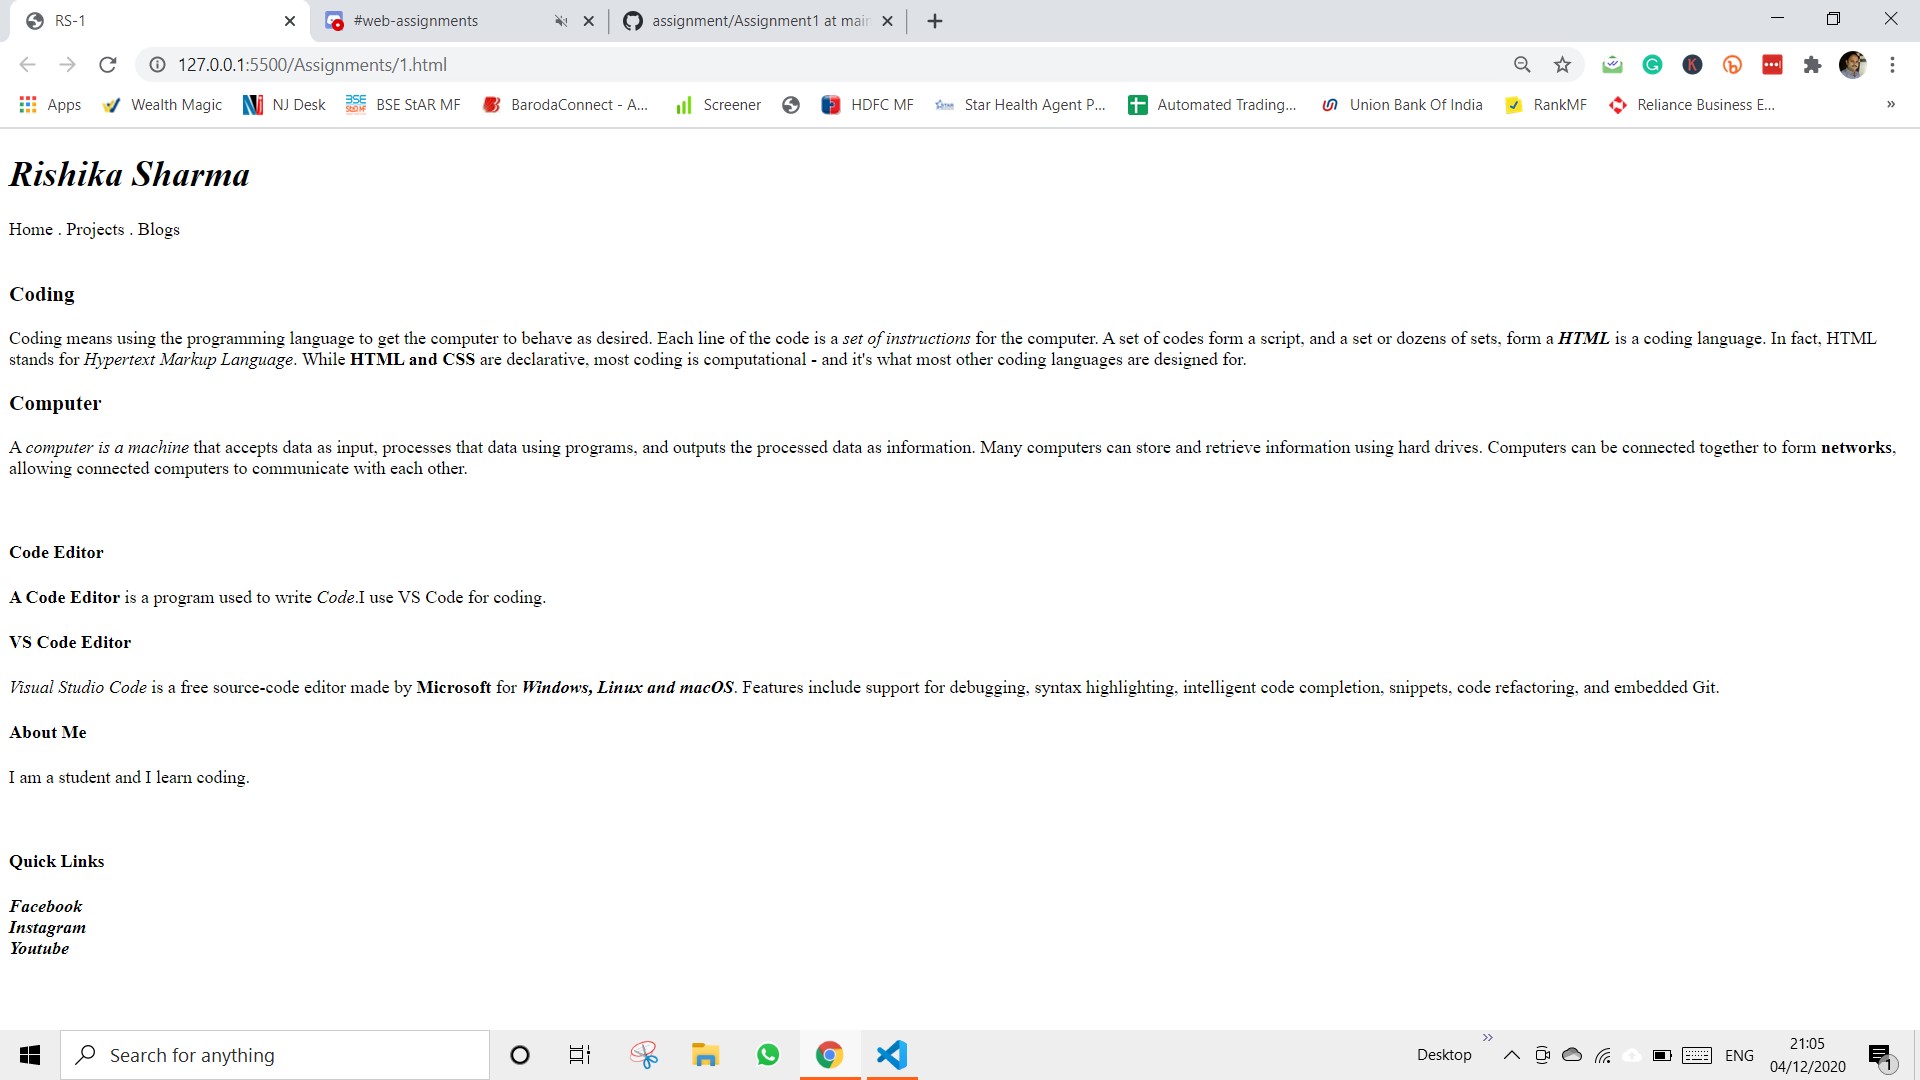 RS-1
#web-assignments
assignment/Assignment1 at main
127.0.0.1:5500/Assignments/1.html
Apps
Wealth Magic
NJ Desk
BSE StAR MF
BarodaConnect - A...
Screener
HDFC MF
Star Health Agent P...
Automated Trading...
Union Bank Of India
RankMF
Reliance Business E...
»
Rishika Sharma
Home . Projects . Blogs
Coding
Coding means using the programming language to get the computer to behave as desired. Each line of the code is a set of instructions for the computer. A set of codes form a script, and a set or dozens of sets, form a HTML is a coding language. In fact, HTML
stands for Hypertext Markup Language. While HTML and CSS are declarative, most coding is computational - and it's what most other coding languages are designed for.
Computer
A computer is a machine that accepts data as input, processes that data using programs, and outputs the processed data as information. Many computers can store and retrieve information using hard drives. Computers can be connected together to form networks,
allowing connected computers to communicate with each other.
Code Editor
A Code Editor is a program used to write Code.I use VS Code for coding.
VS Code Editor
Visual Studio Code is a free source-code editor made by Microsoft for Windows, Linux and macOS. Features include support for debugging, syntax highlighting, intelligent code completion, snippets, code refactoring, and embedded Git.
About Me
I am a student and I learn coding.
Quick Links
Facebook
Instagram
Youtube
Search for anything
Desktop
»
ENG
21:05
04/12/2020
1